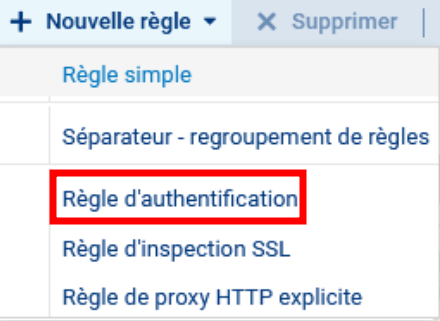 + Nouvelle règle ▾ × Supprimer
Règle simple
Séparateur - regroupement de règles
Règle d'authentification
Règle d'inspection SSL
Règle de proxy HTTP explicite